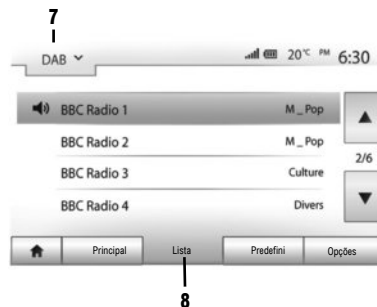 7
DAB 20°C PM 6:30
BBC Radio 1 M_Pop
BBC Radio 2 M_Pop
2/6
BBC Radio 3 Culture
BBC Radio 4 Divers
Principal Lista Predefini Opções
8